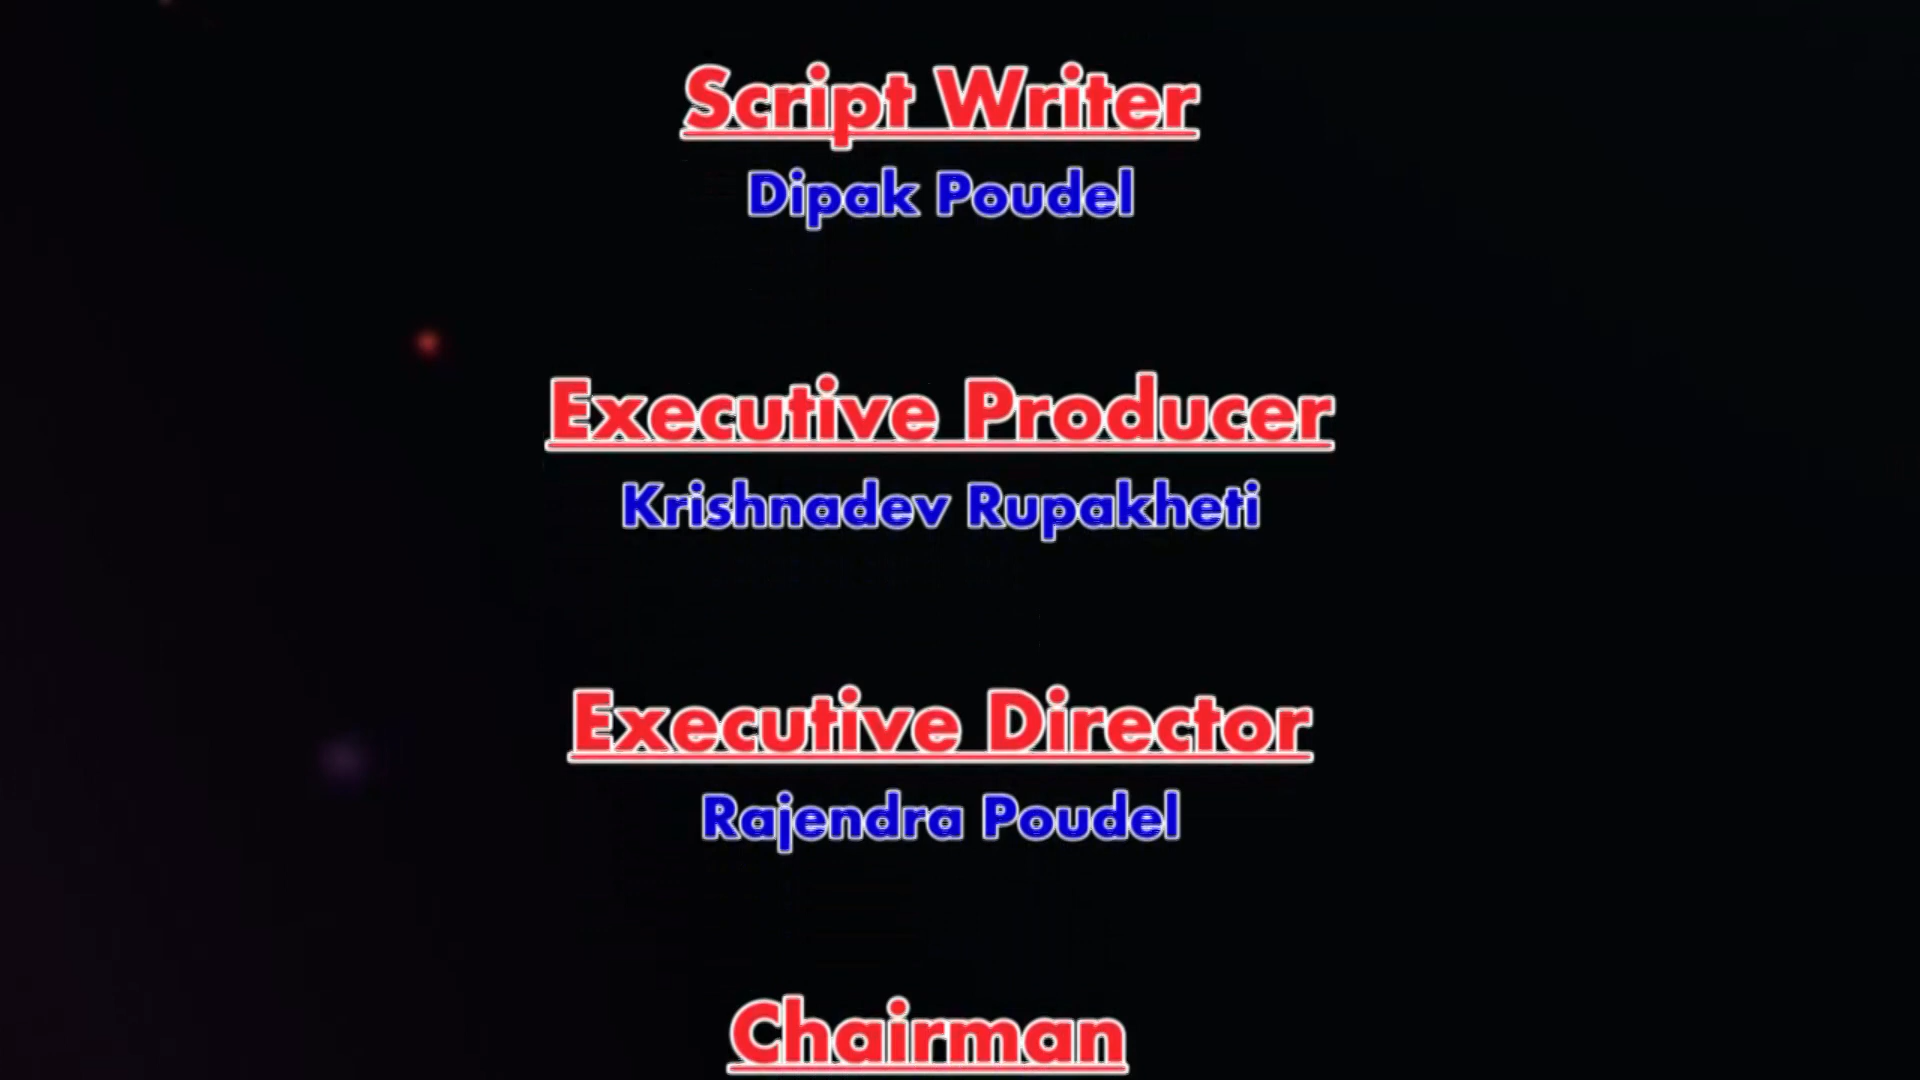 Script Writer
Dipak Poudel
Executive Producer
Krishnadev Rupakheti
Executive Director
Rajendra Poudel
Chairman